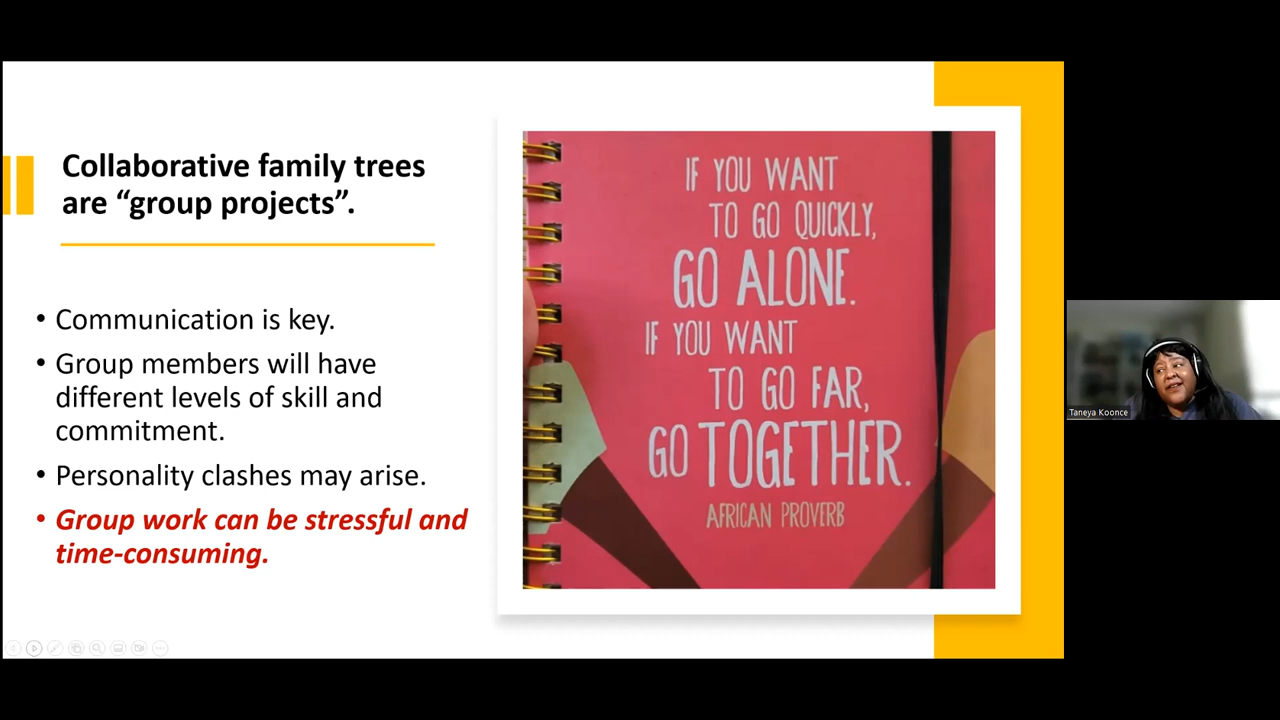 Collaborative family trees
are “group projects”.
• Communication is key.
• Group members will have
different levels of skill and
commitment.
• Personality clashes may arise.
• Group work can be stressful and
time-consuming.
IF YOU WANT
TO GO QUICKLY,
GO ALONE.
IF YOU WANT
TO GO FAR,
GO TOGETHER.
AFRICAN PROVERB
Taneya Koonce